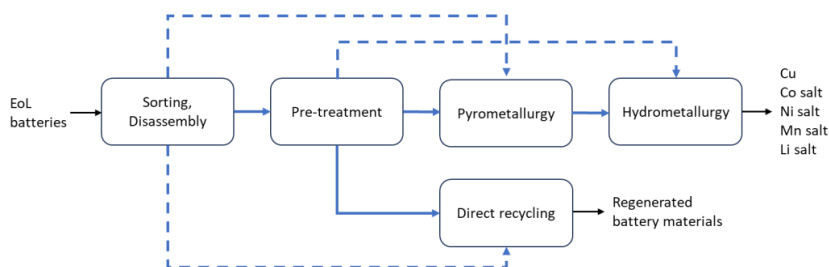 EoL
batteries
Sorting,
Disassembly
Pre-treatment
Pyrometallurgy
Hydrometallurgy
Cu
Co salt
Ni salt
Mn salt
Li salt
Direct recycling
Regenerated
battery materials